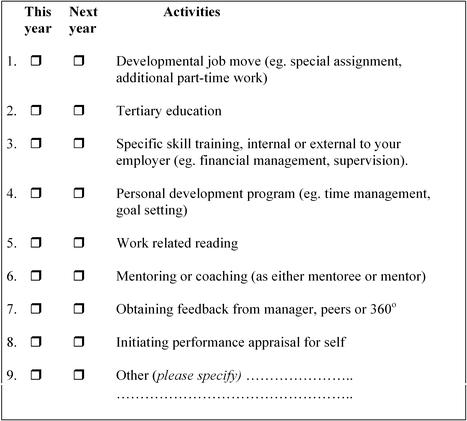 This Next Activities
year year
1. ❒ ❒ Developmental job move (eg. special assignment,
additional part-time work)
2. ❒ ❒ Tertiary education
3. ❒ ❒ Specific skill training, internal or external to your
employer (eg. financial management, supervision).
4. ❒ ❒ Personal development program (eg. time management,
goal setting)
5. ❒ ❒ Work related reading
6. ❒ ❒ Mentoring or coaching (as either mentoree or mentor)
7. ❒ ❒ Obtaining feedback from manager, peers or 360°
8. ❒ ❒ Initiating performance appraisal for self
9. ❒ ❒ Other (please specify) …………………..
…………………………………………..